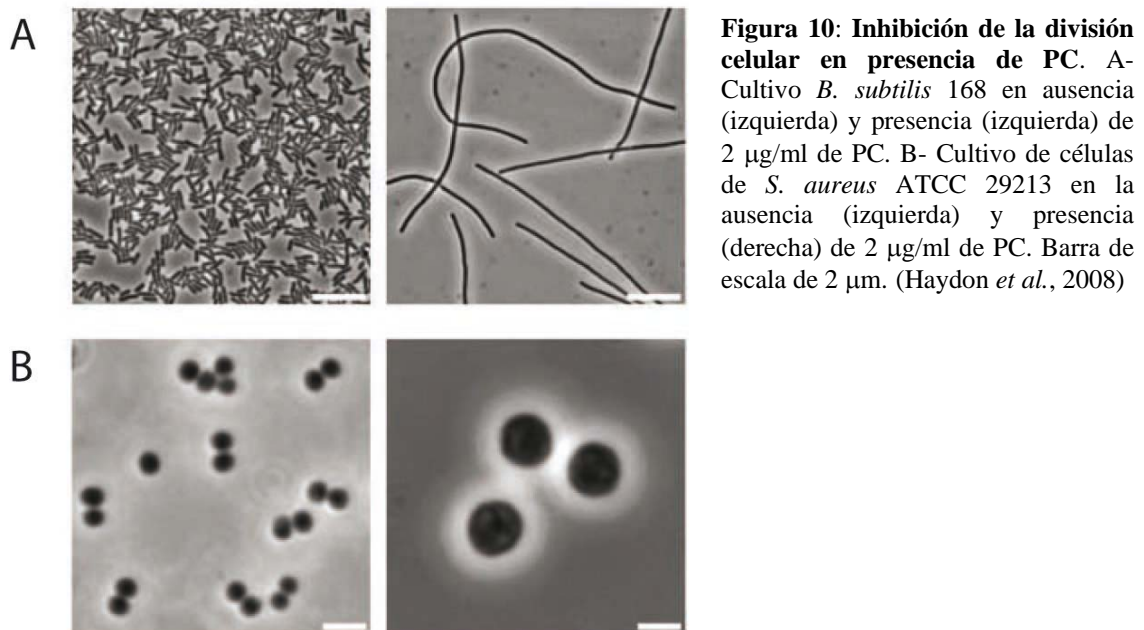 A
Figura 10: Inhibición de la división
celular en presencia de PC. A-
Cultivo B. subtilis 168 en ausencia
(izquierda) y presencia (izquierda) de
2 μg/ml de PC. B- Cultivo de células
de S. aureus ATCC 29213 en la
ausencia (izquierda) y presencia
(derecha) de 2 μg/ml de PC. Barra de
escala de 2 μm. (Haydon et al., 2008)
B